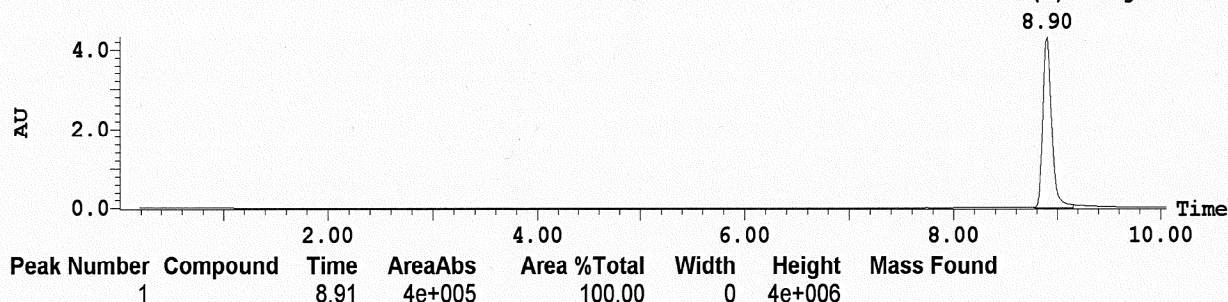 8.90
4.0
AU
2.0
0.0
Time
2.00 4.00 6.00 8.00 10.00
Peak Number Compound Time AreaAbs Area %Total Width Height Mass Found
1 8.91 4e+005 100.00 0 4e+006